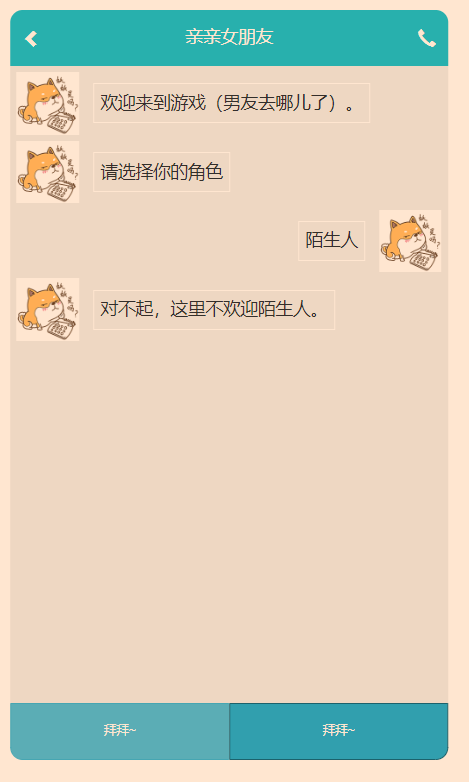 亲亲女朋友
欢迎来到游戏（男友去哪儿了）。
请选择你的角色
陌生人
对不起，这里不欢迎陌生人。
拜拜~
拜拜~